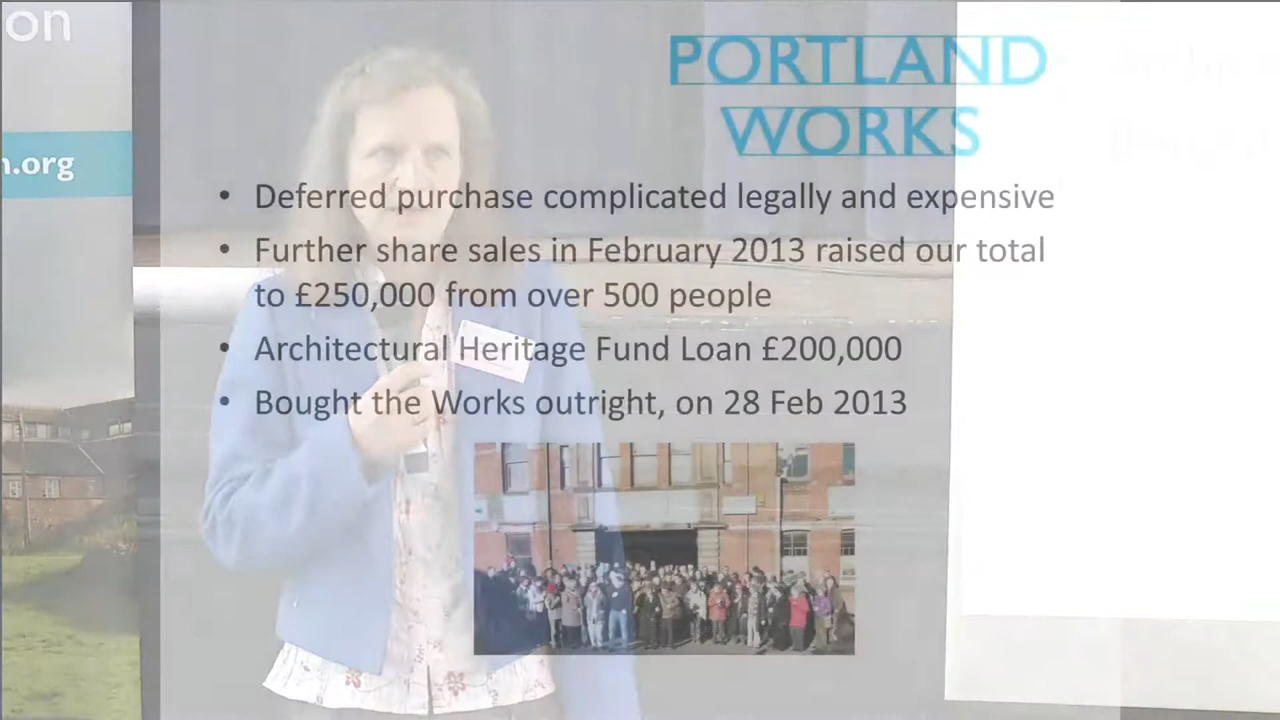 on
n.org
PORTLAND
WORKS
• Deferred purchase complicated legally and expensive
• Further share sales in February 2013 raised our total
to £250,000 from over 500 people
• Architectural Heritage Fund Loan £200,000
• Bought the Works outright, on 28 Feb 2013